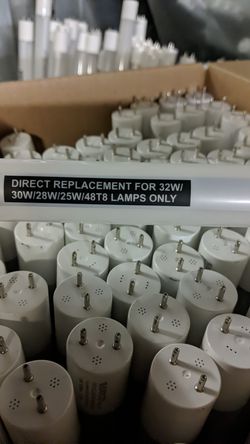 DIRECT REPLACEMENT FOR 32W/
30W/28W/25W/48T8 LAMPS ONLY